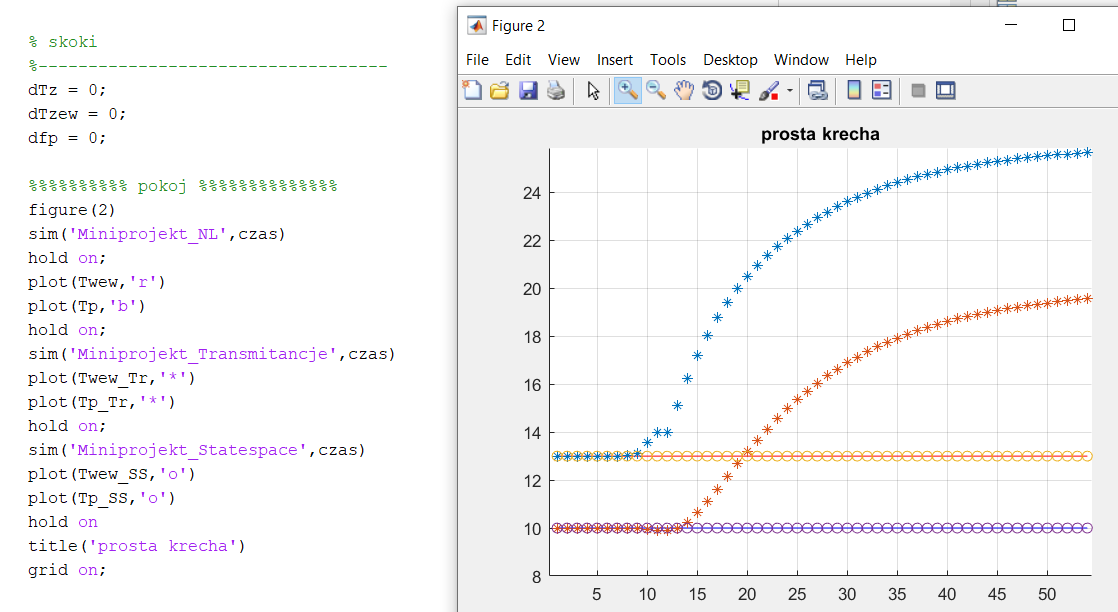 % skoki
%-----------------------------------
dTz = 0;
dTzew = 0;
dfp = 0;
%%%%%%%%%% pokoj %%%%%%%%%%%%%%
figure(2)
sim('Miniprojekt_NL',czas)
hold on;
plot(Twew,'r')
plot(Tp,'b')
hold on;
sim('Miniprojekt_Transmitancje',czas)
plot(Twew_Tr,'*')
plot(Tp_Tr,'*')
hold on;
sim('Miniprojekt_Statespace',czas)
plot(Twew_SS,'o')
plot(Tp_SS,'o')
hold on
title('prosta krecha')
grid on;
Figure 2
File Edit View Insert Tools Desktop Window Help
prosta krecha
24
22
20
18
16
14
12
10
8
5 10 15 20 25 30 35 40 45 50